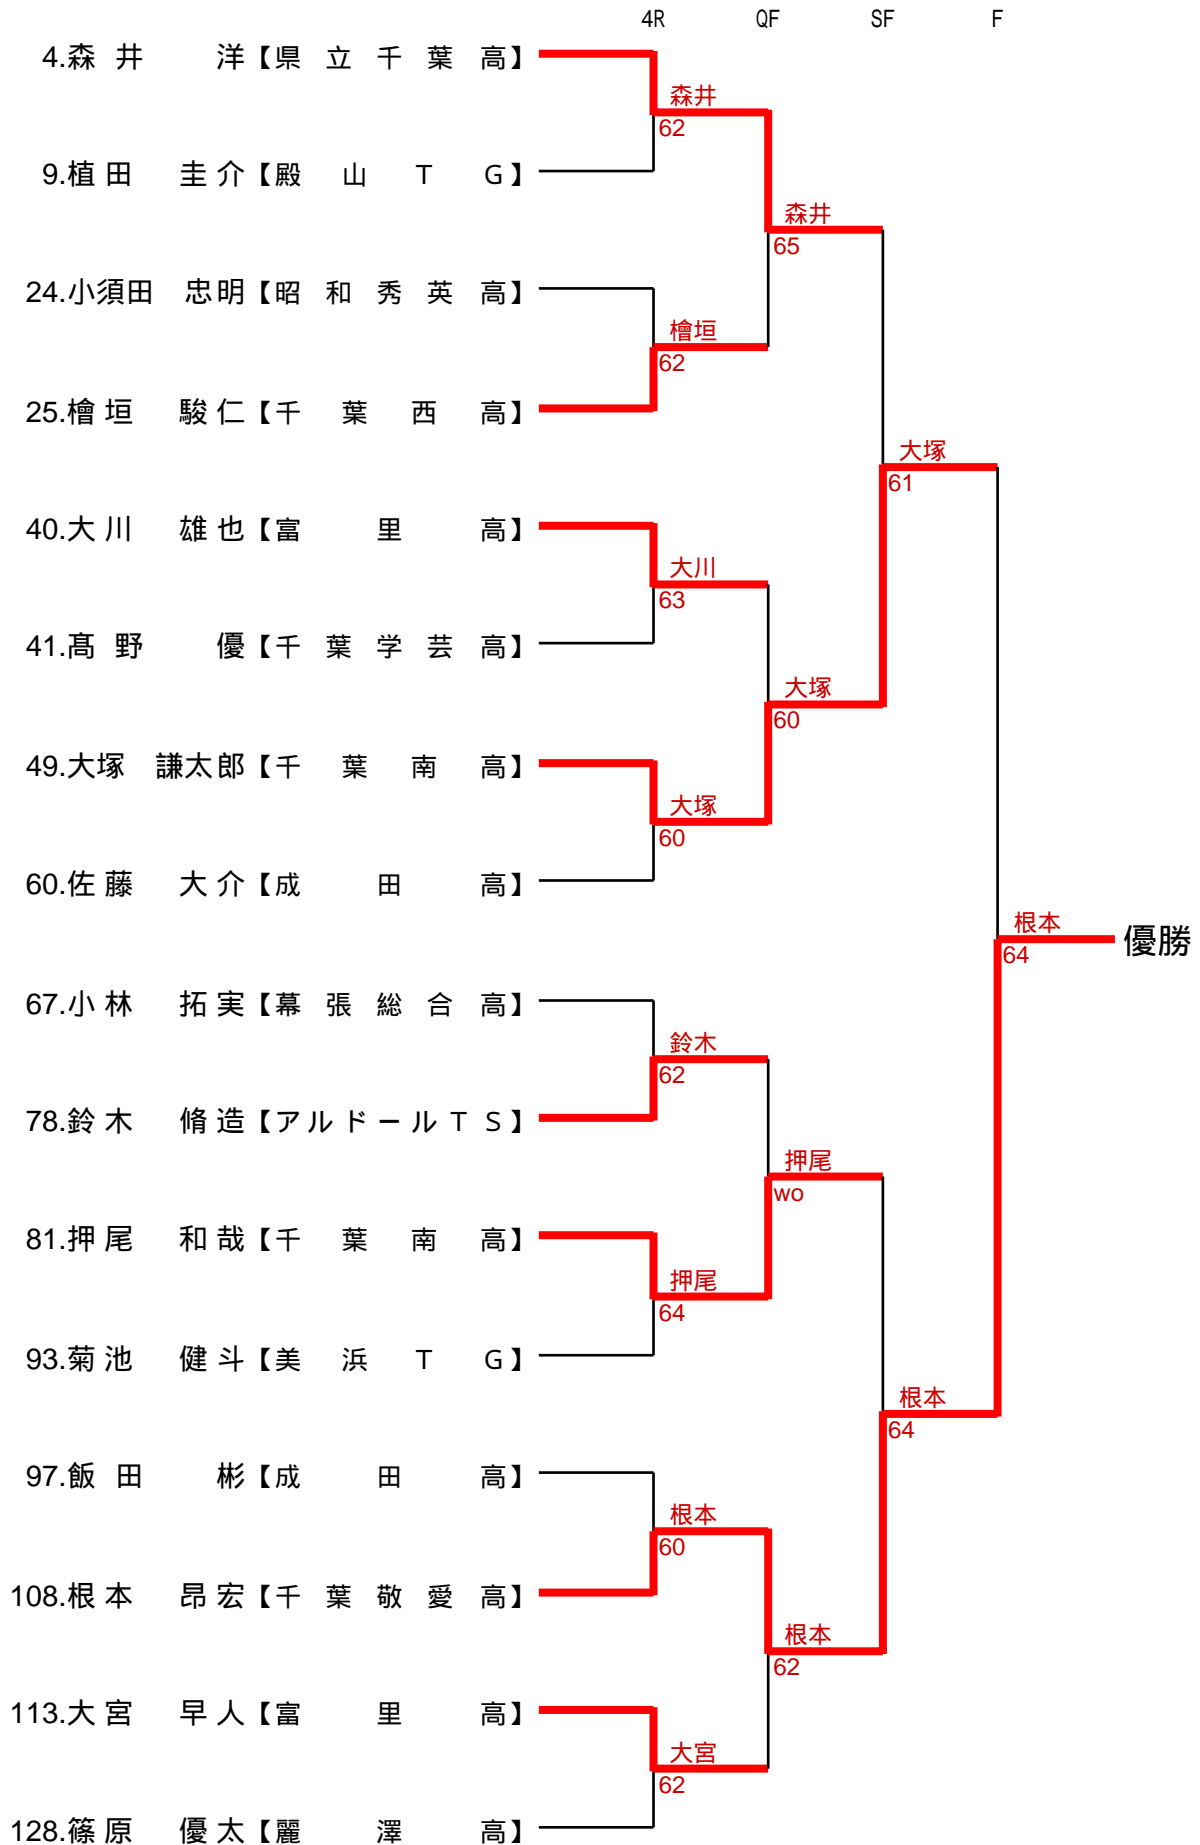 4R QF SF F
4.森井 洋【県立千葉高】
森井
62
9.植田 圭介【殿山TG】
森井
65
24.小須田 忠明【昭和秀英高】
檜垣
62
25.檜垣 駿仁【千葉西高】
大塚
61
40.大川 雄也【富里高】
大川
63
41.髙野 優【千葉学芸高】
大塚
60
49.大塚 謙太郎【千葉南高】
大塚
60
60.佐藤 大介【成田高】
根本
64
優勝
67.小林 拓実【幕張総合高】
鈴木
62
78.鈴木 脩造【アルドールTS】
押尾
wo
81.押尾 和哉【千葉南高】
押尾
64
93.菊池 健斗【美浜TG】
根本
64
97.飯田 彬【成田高】
根本
60
108.根本 昂宏【千葉敬愛高】
根本
62
113.大宮 早人【富里高】
大宮
62
128.篠原 優太【麗澤高】